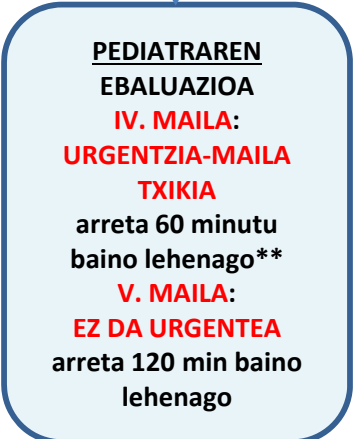 PEDIATRAREN
EBALUAZIOA
IV. MAILA:
URGENTZIA-MAILA
TXIKIA
arreta 60 minutu
baino lehenago**
V. MAILA:
EZ DA URGENTEA
arreta 120 min baino
lehenago